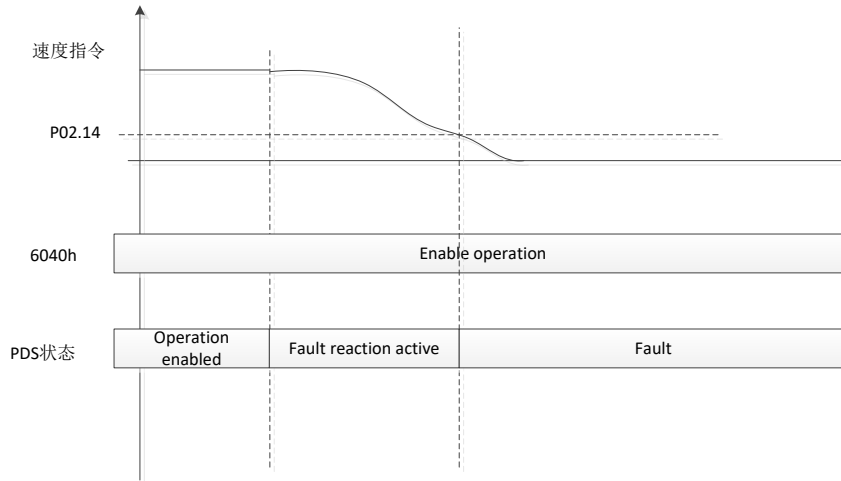 速度指令
P02.14
6040h
Enable operation
PDS状态
Operation
enabled
Fault reaction active
Fault